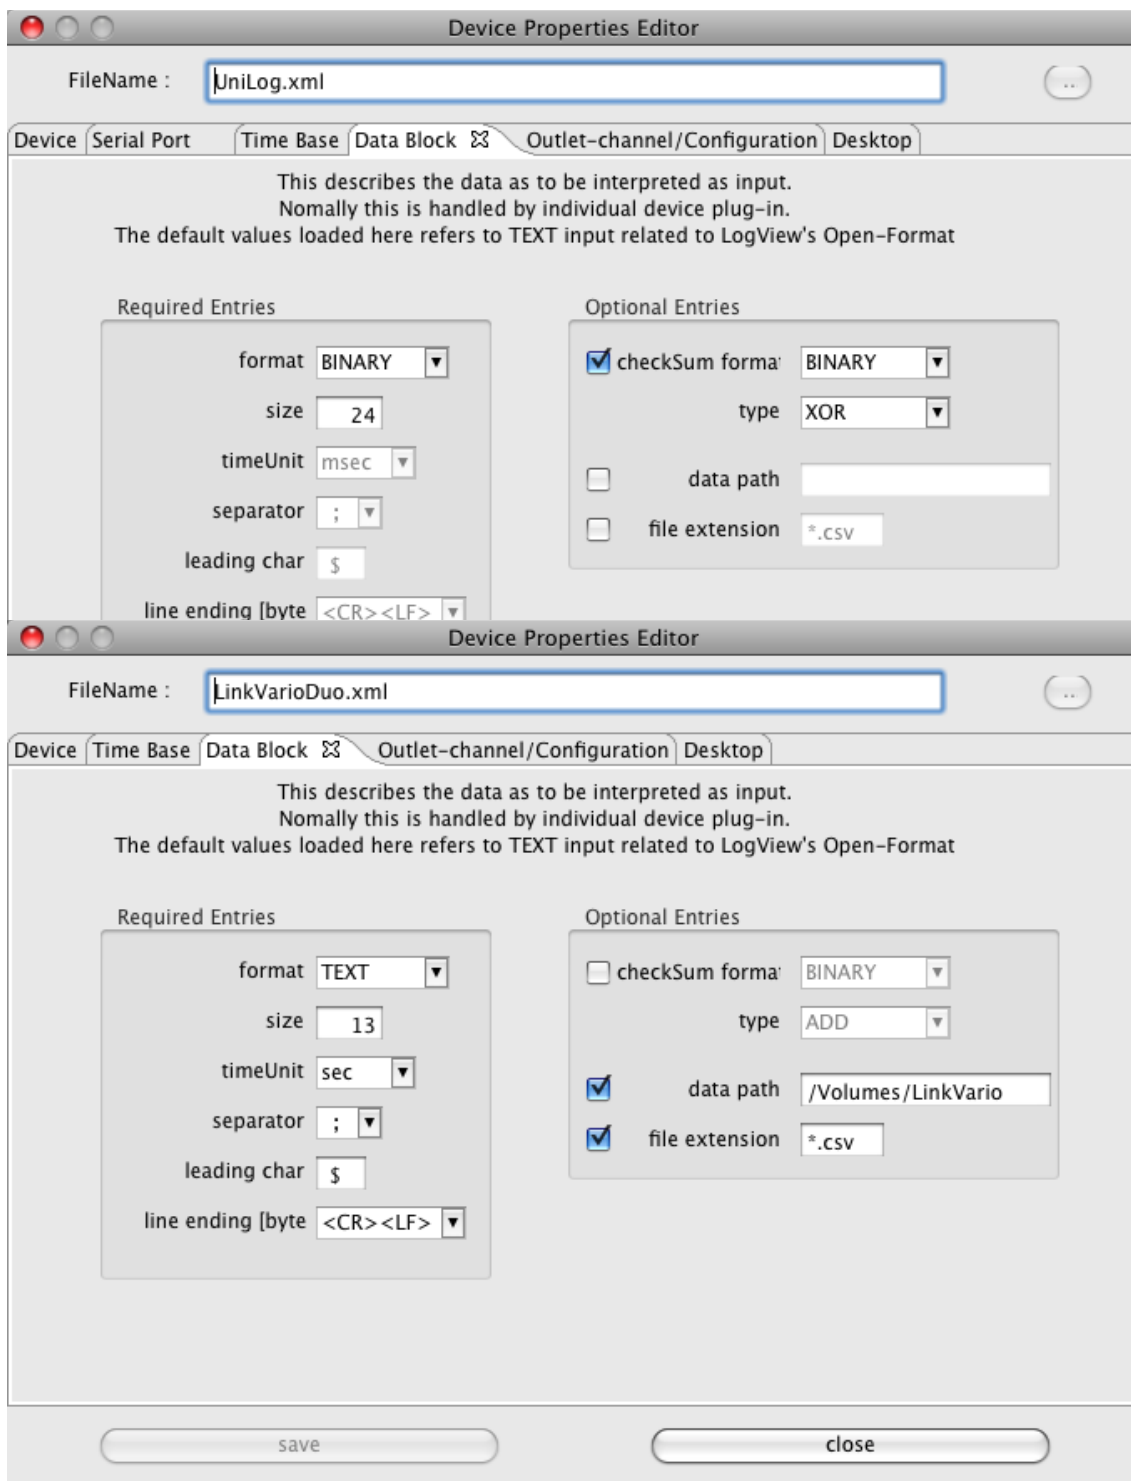 Device Properties Editor
FileName : UniLog.xml ..
Device Serial Port Time Base Data Block Outlet-channel/Configuration Desktop
This describes the data as to be interpreted as input.
Nomally this is handled by individual device plug-in.
The default values loaded here refers to TEXT input related to LogView's Open-Format
Required Entries
format BINARY
size 24
timeUnit msec
separator ;
leading char $
line ending [byte <CR><LF>
Optional Entries
checkSum forma BINARY
type XOR
data path
file extension *.csv
Device Properties Editor
FileName : LinkVarioDuo.xml ..
Device Time Base Data Block Outlet-channel/Configuration Desktop
This describes the data as to be interpreted as input.
Nomally this is handled by individual device plug-in.
The default values loaded here refers to TEXT input related to LogView's Open-Format
Required Entries
format TEXT
size 13
timeUnit sec
separator ;
leading char $
line ending [byte <CR><LF>
Optional Entries
checkSum forma BINARY
type ADD
data path /Volumes/LinkVario
file extension *.csv
save close